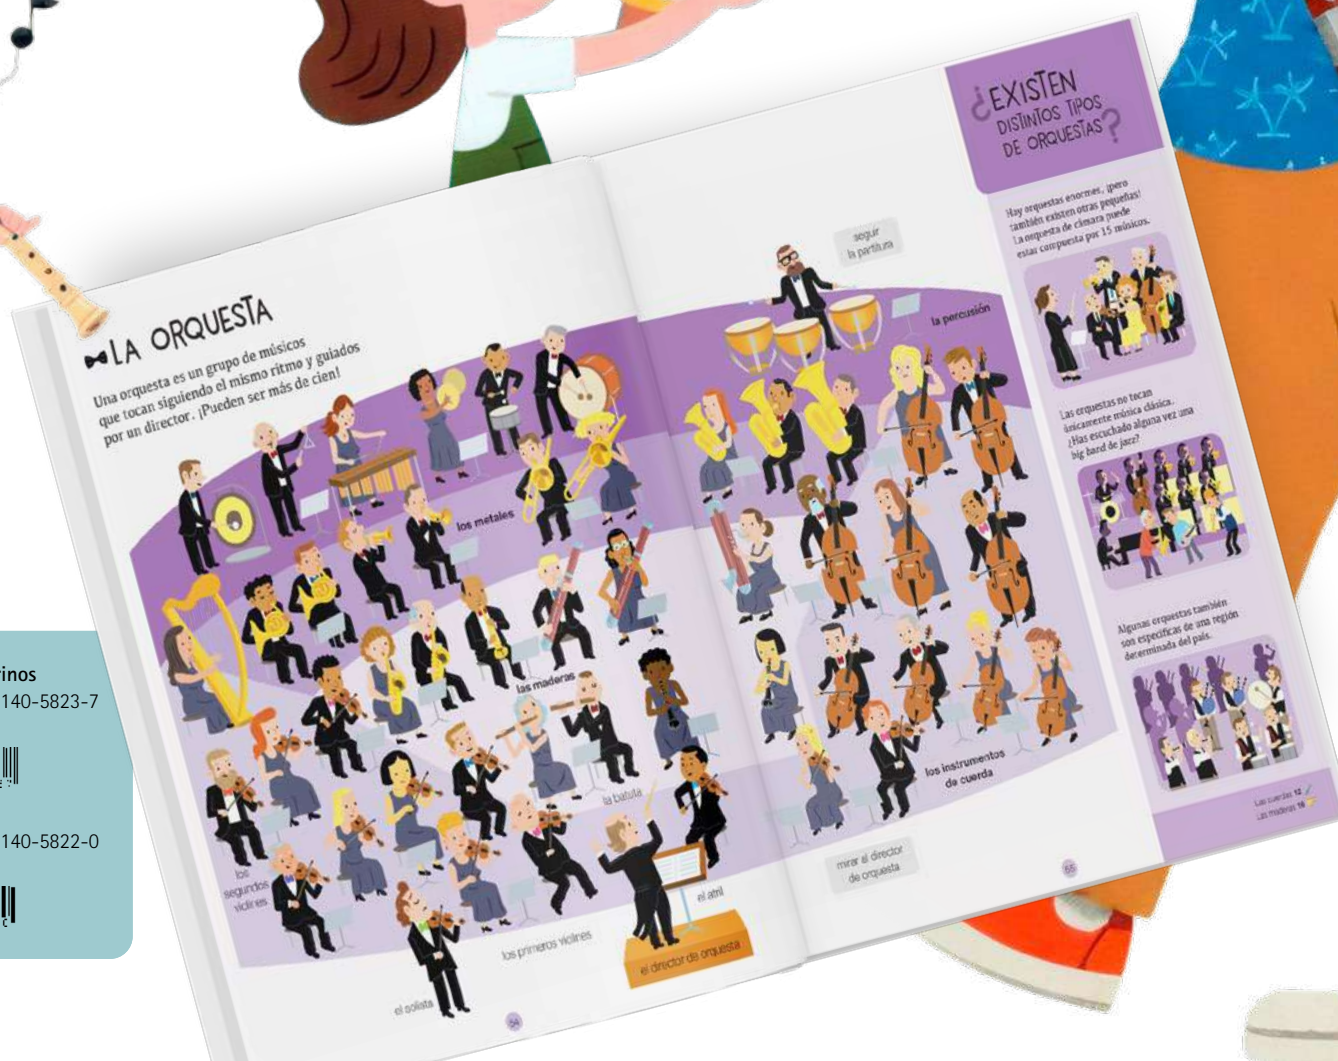 LA ORQUESTA
Una orquesta es un grupo de músicos
que tocan siguiendo el mismo ritmo y guiados
por un director. ¡Pueden ser más de cien!
los metales
las maderas
la batuta
los
segundos
violines
los primeros violines
el solista
el atril
el director de orquesta
54
seguir
la partitura
la percusión
los instrumentos
de cuerda
mirar al director
de orquesta
55
¿EXISTEN
DISTINTOS TIPOS
DE ORQUESTAS?
Hay orquestas enormes, ¡pero
también existen otras pequeñas!
La orquesta de cámara puede
estar compuesta por 15 músicos.
Las orquestas no tocan
únicamente música clásica.
¿Has escuchado alguna vez una
big band de jazz?
Algunas orquestas también
son específicas de una región
determinada del país.
Las cuerdas 12
Las maderas 16
rinos
140-5823-7
140-5822-0